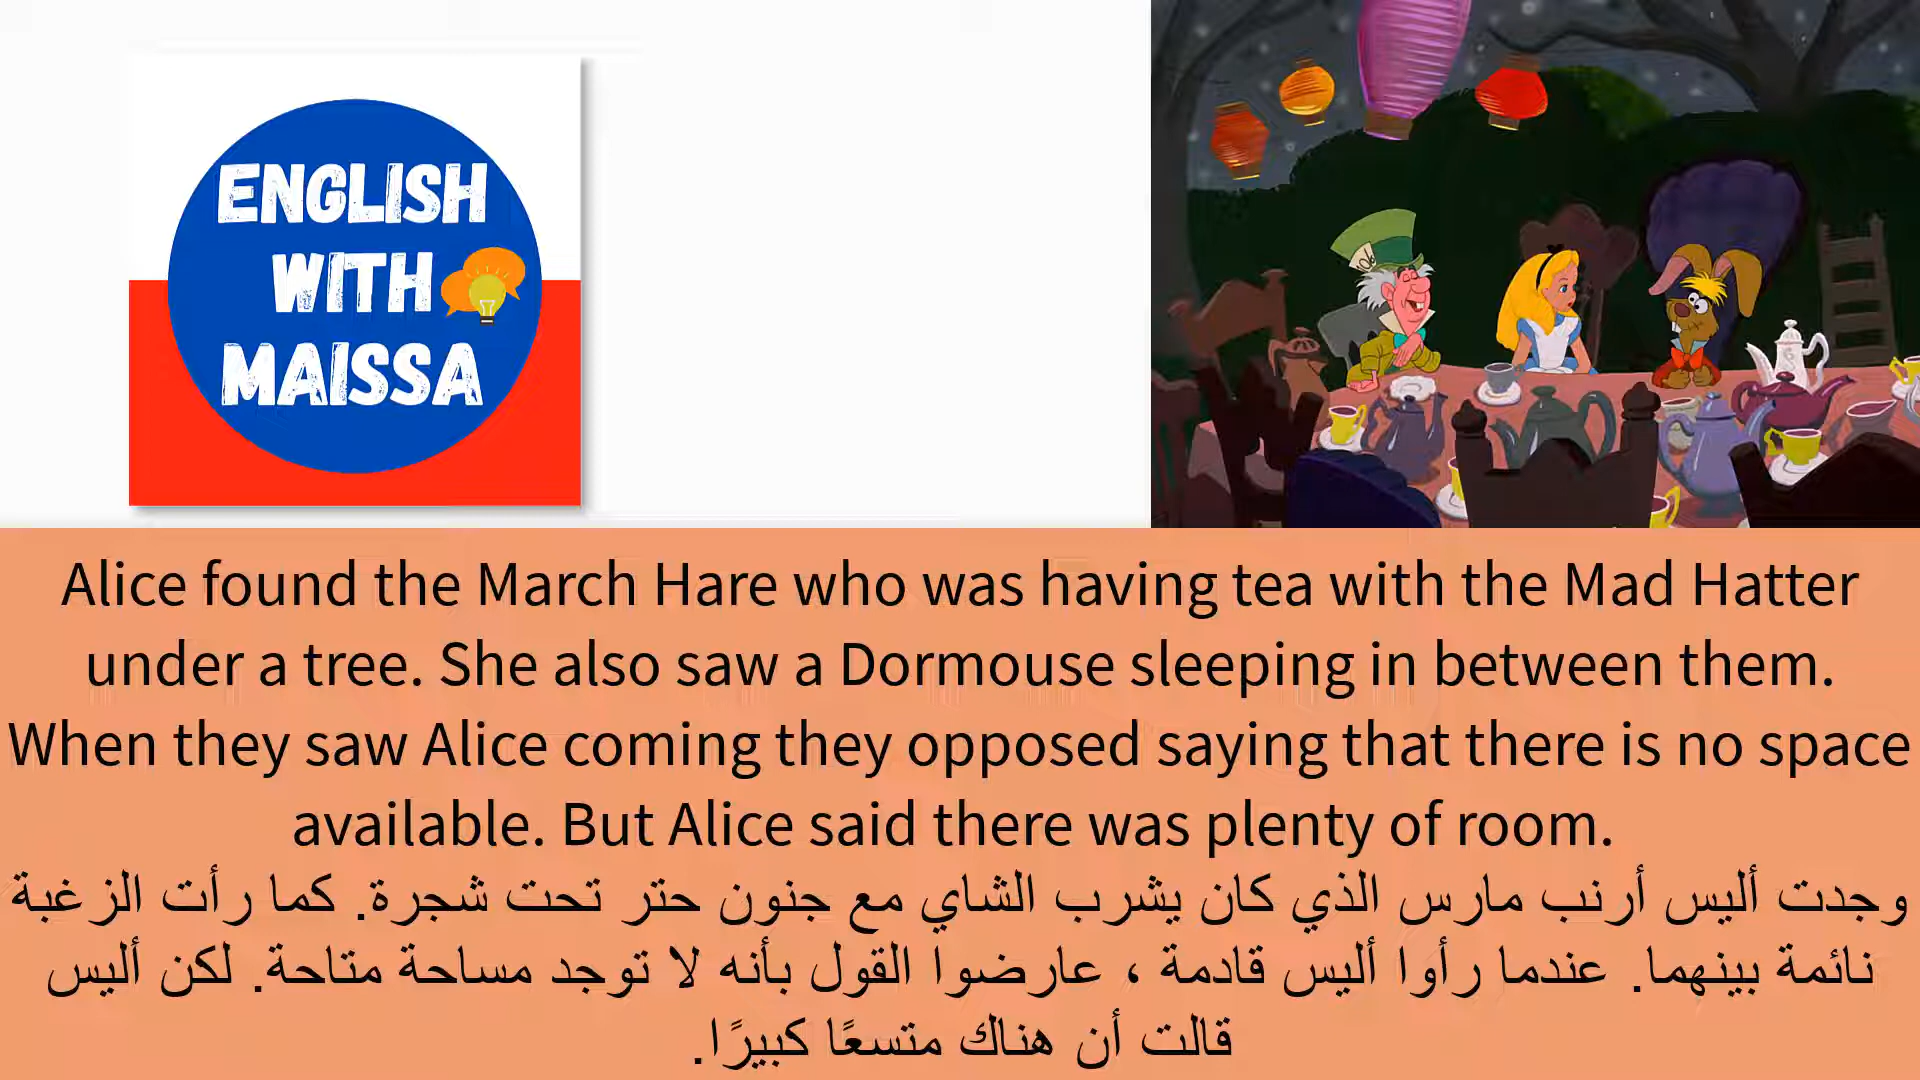 ENGLISH
WITH
MAISSA
Alice found the March Hare who was having tea with the Mad Hatter
under a tree. She also saw a Dormouse sleeping in between them.
When they saw Alice coming they opposed saying that there is no space
available. But Alice said there was plenty of room.
وجدت أليس أرنب مارس الذي كان يشرب الشاي مع جنون حتر تحت شجرة. كما رأت الزغبة
نائمة بينهما. عندما رأوا أليس قادمة ، عارضوا القول بأنه لا توجد مساحة متاحة. لكن أليس
قالت أن هناك متسعًا كبيرًا.